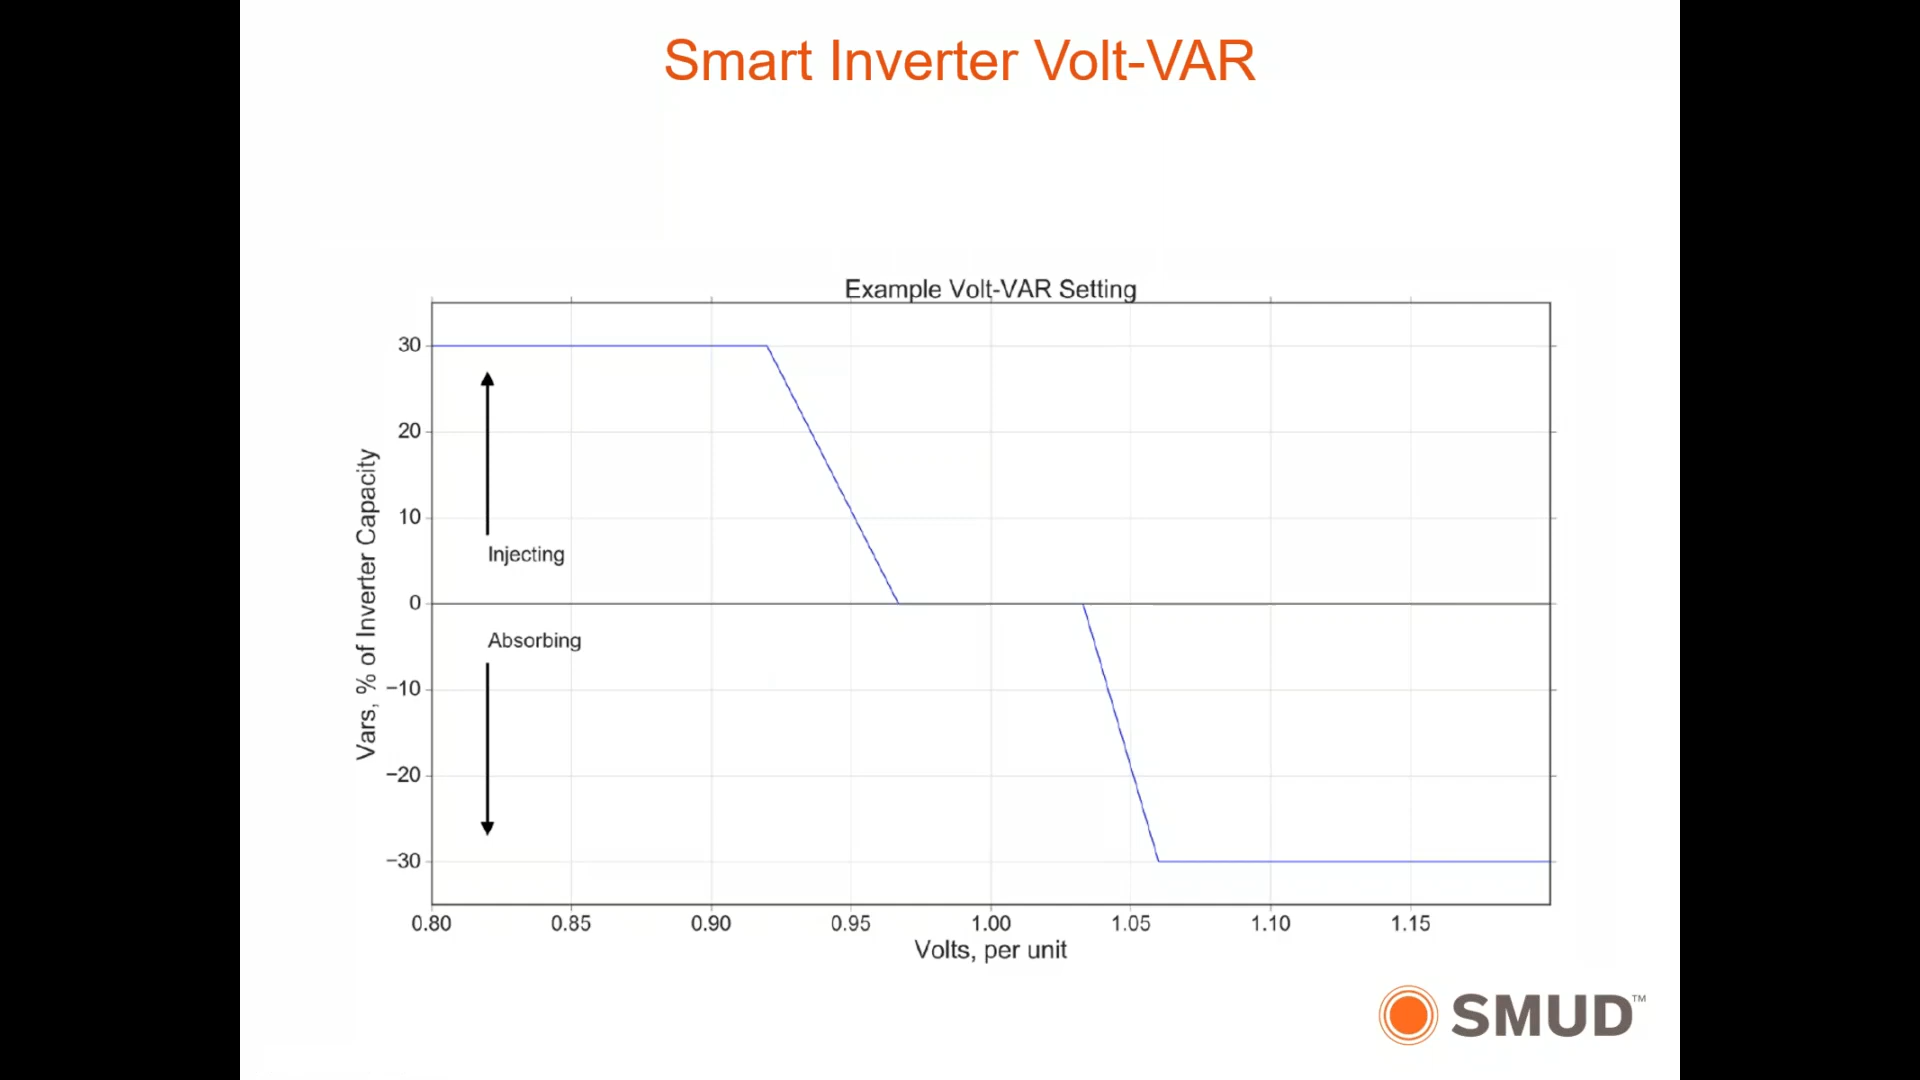 Smart Inverter Volt-VAR
Example Volt-VAR Setting
30
20
10
0
−10
−20
−30
Vars, % of Inverter Capacity
Injecting
Absorbing
0.80 0.85 0.90 0.95 1.00 1.05 1.10 1.15
Volts, per unit
SMUD™